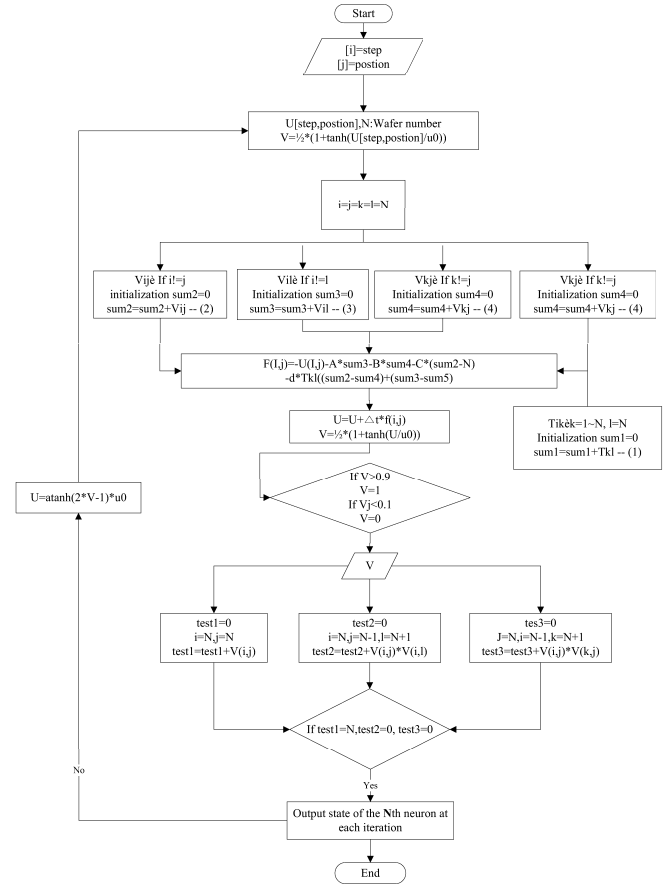 Start
[i]=step
[j]=postion
U[step,postion],N:Wafer number
V=½*(1+tanh(U[step,postion]/u0))
i=j=k=l=N
Vijè If i!=j
initialization sum2=0
sum2=sum2+Vij -- (2)
Vilè If i!=l
Initialization sum3=0
sum3=sum3+Vil -- (3)
Vkjè If k!=j
Initialization sum4=0
sum4=sum4+Vkj -- (4)
Vkjè If k!=j
Initialization sum4=0
sum4=sum4+Vkj -- (4)
F(I,j)=-U(I,j)-A*sum3-B*sum4-C*(sum2-N)
-d*Tkl((sum2-sum4)+(sum3-sum5)
Tikèk=1~N, l=N
Initialization sum1=0
sum1=sum1+Tkl -- (1)
U=U+△t*f(i,j)
V=½*(1+tanh(U/u0))
If V>0.9
V=1
If Vj<0.1
V=0
U=atanh(2*V-1)*u0
V
test1=0
i=N,j=N
test1=test1+V(i,j)
test2=0
i=N,j=N-1,l=N+1
test2=test2+V(i,j)*V(i,l)
tes3=0
J=N,i=N-1,k=N+1
test3=test3+V(i,j)*V(k,j)
If test1=N,test2=0, test3=0
No
Yes
Output state of the Nth neuron at
each iteration
End